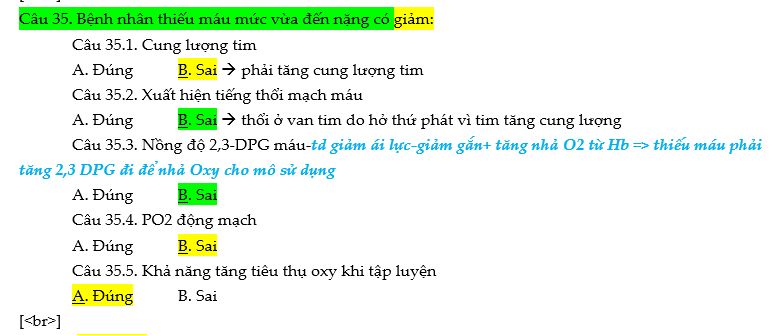 Câu 35. Bệnh nhân thiếu máu mức vừa đến nặng có giảm:
Câu 35.1. Cung lượng tim
A. Đúng B. Sai → phải tăng cung lượng tim
Câu 35.2. Xuất hiện tiếng thổi mạch máu
A. Đúng B. Sai → thổi ở van tim do hở thứ phát vì tim tăng cung lượng
Câu 35.3. Nồng độ 2,3-DPG máu-td giảm ái lực-giảm gắn+ tăng nhả O2 từ Hb => thiếu máu phải
tăng 2,3 DPG đi để nhả Oxy cho mô sử dụng
A. Đúng B. Sai
Câu 35.4. PO2 động mạch
A. Đúng B. Sai
Câu 35.5. Khả năng tăng tiêu thụ oxy khi tập luyện
A. Đúng B. Sai
[<br>]